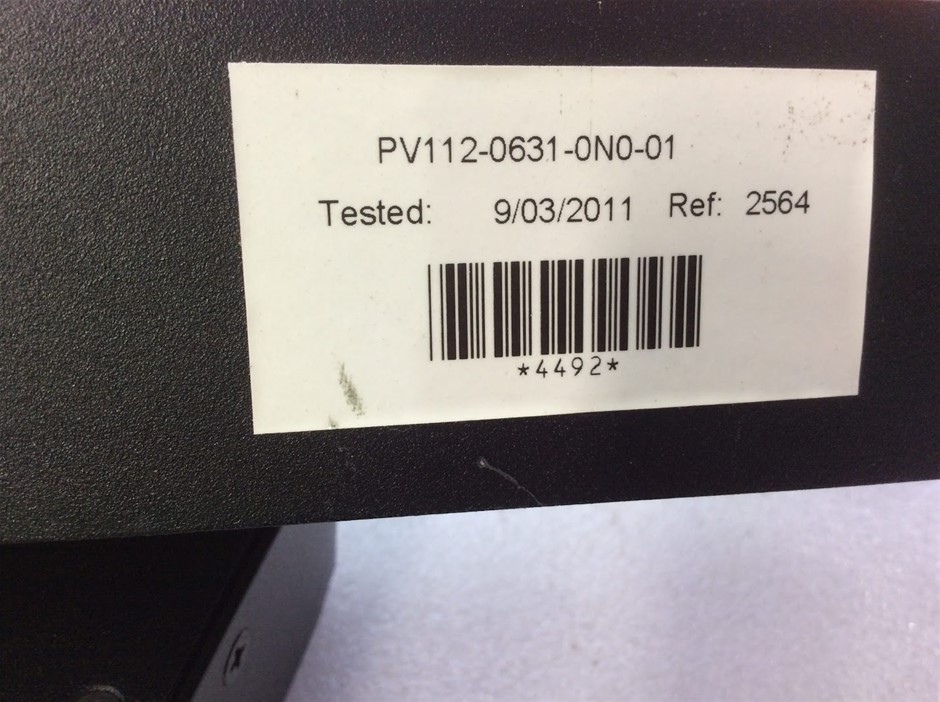 PV112-0631-0N0-01
Tested: 9/03/2011 Ref: 2564
*4492*